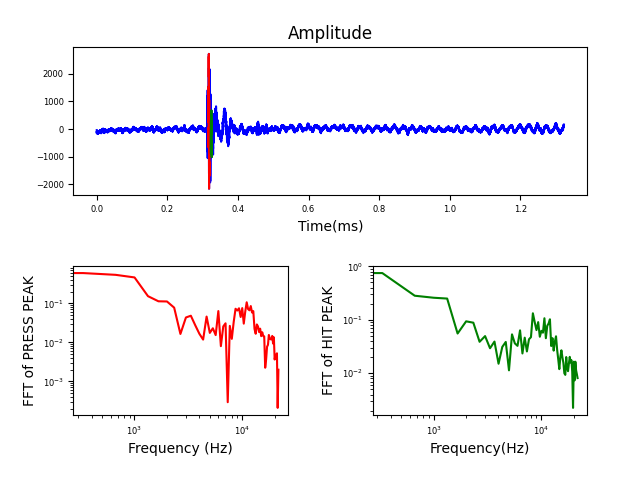 Amplitude
2000
1000
0
−1000
−2000
0.0 0.2 0.4 0.6 0.8 1.0 1.2
Time(ms)
FFT of PRESS PEAK
10⁻¹
10⁻²
10⁻³
10³ 10⁴
Frequency (Hz)
FFT of HIT PEAK
10⁰
10⁻¹
10⁻²
10³ 10⁴
Frequency(Hz)